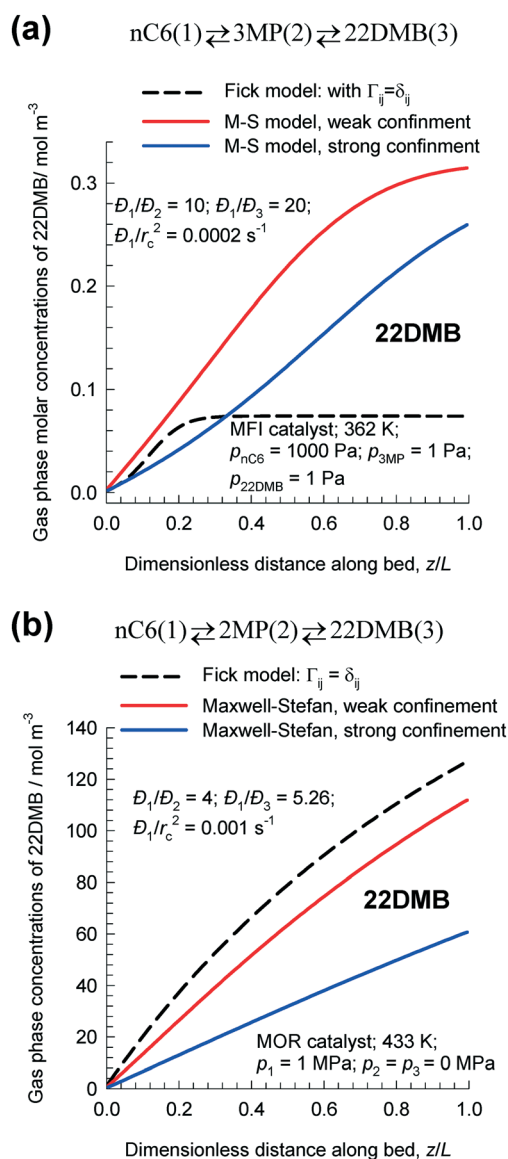 (a)
nC6(1)⇄3MP(2)⇄22DMB(3)
Fick model: with Γij=δij
M-S model, weak confinment
M-S model, strong confinment
Gas phase molar concentrations of 22DMB/ mol m-3
0.3
0.2
0.1
0.0
Đ1/Đ2 = 10; Đ1/Đ3 = 20;
Đ1/rc2 = 0.0002 s-1
22DMB
MFI catalyst; 362 K;
pnC6 = 1000 Pa; p3MP = 1 Pa;
p22DMB = 1 Pa
0.0 0.2 0.4 0.6 0.8 1.0
Dimensionless distance along bed, z/L
(b)
nC6(1)⇄2MP(2)⇄22DMB(3)
Fick model: Γij = δij
Maxwell-Stefan, weak confinement
Maxwell-Stefan, strong confinement
Gas phase concentrations of 22DMB / mol m-3
140
120
100
80
60
40
20
0
Đ1/Đ2 = 4; Đ1/Đ3 = 5.26;
Đ1/rc2 = 0.001 s-1
22DMB
MOR catalyst; 433 K;
p1 = 1 MPa; p2 = p3 = 0 MPa
0.0 0.2 0.4 0.6 0.8 1.0
Dimensionless distance along bed, z/L